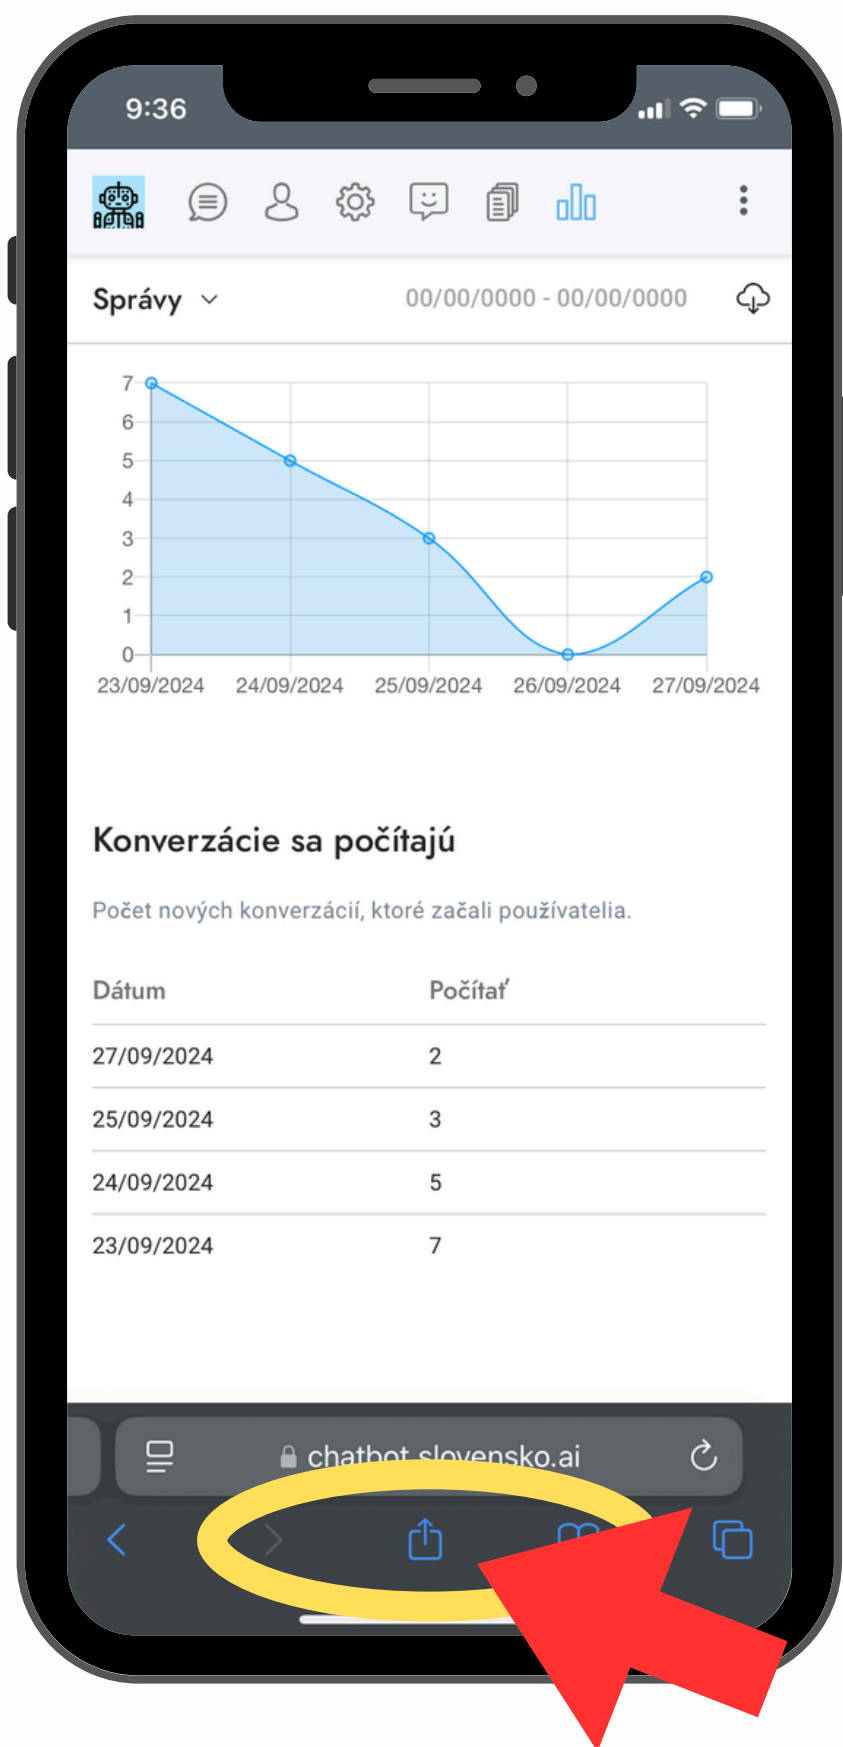 9:36
Správy
00/00/0000 - 00/00/0000
7
6
5
4
3
2
1
0
23/09/2024 24/09/2024 25/09/2024 26/09/2024 27/09/2024
Konverzácie sa počítajú
Počet nových konverzácií, ktoré začali používatelia.
Dátum Počítať
27/09/2024 2
25/09/2024 3
24/09/2024 5
23/09/2024 7
chatbot.slovensko.ai